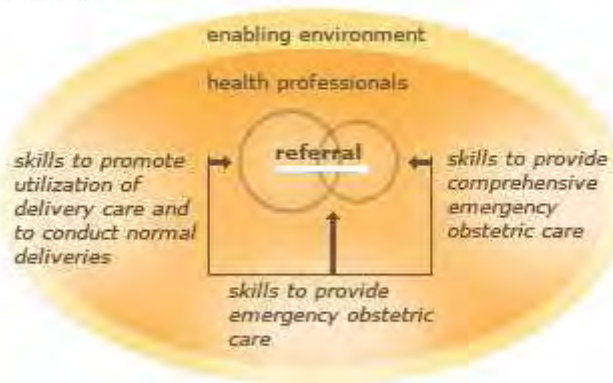 enabling environment
health professionals
referral
skills to promote
utilization of
delivery care and
to conduct normal
deliveries
skills to provide
comprehensive
emergency
obstetric care
skills to provide
emergency obstetric
care